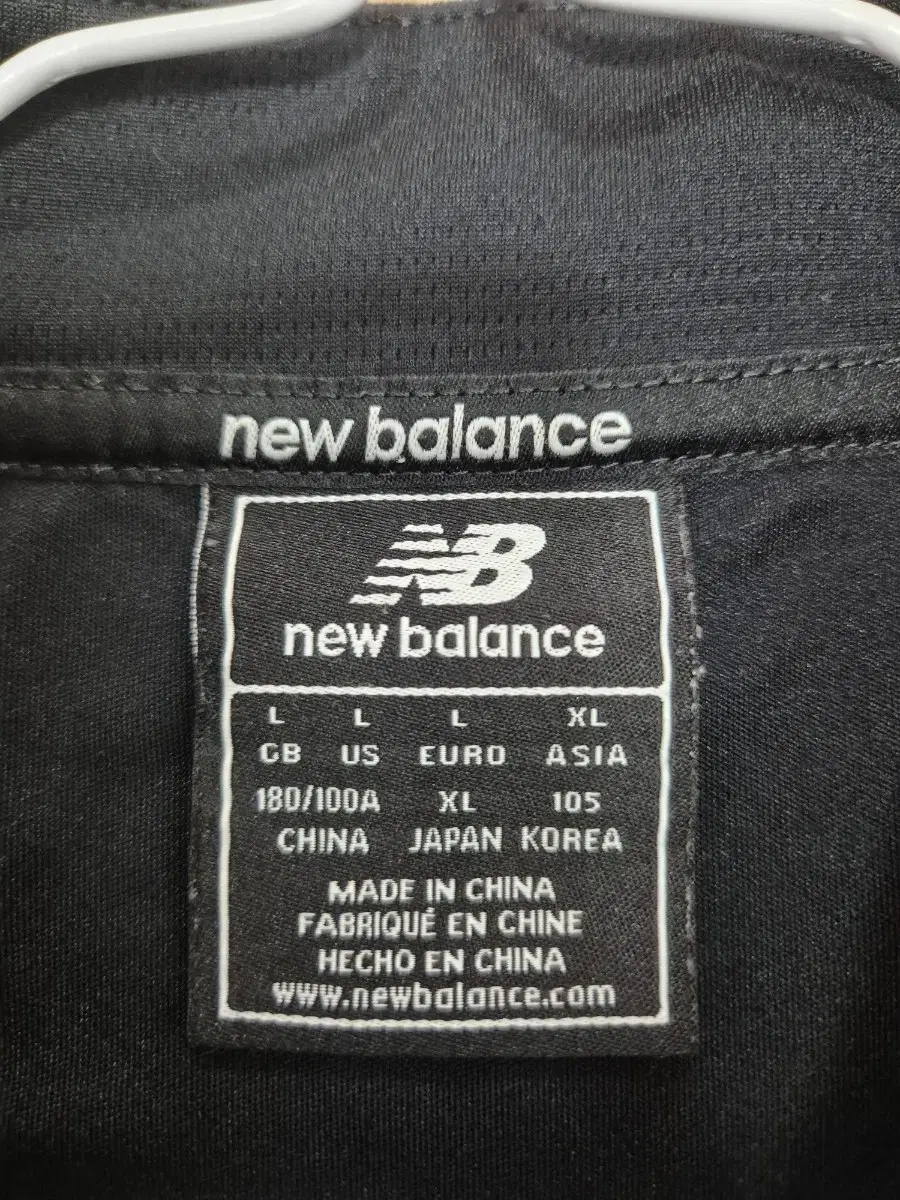 new balance
NB
new balance
L L L XL
GB US EURO ASIA
180/100A XL 105
CHINA JAPAN KOREA
MADE IN CHINA
FABRIQUÉ EN CHINE
HECHO EN CHINA
www.newbalance.com